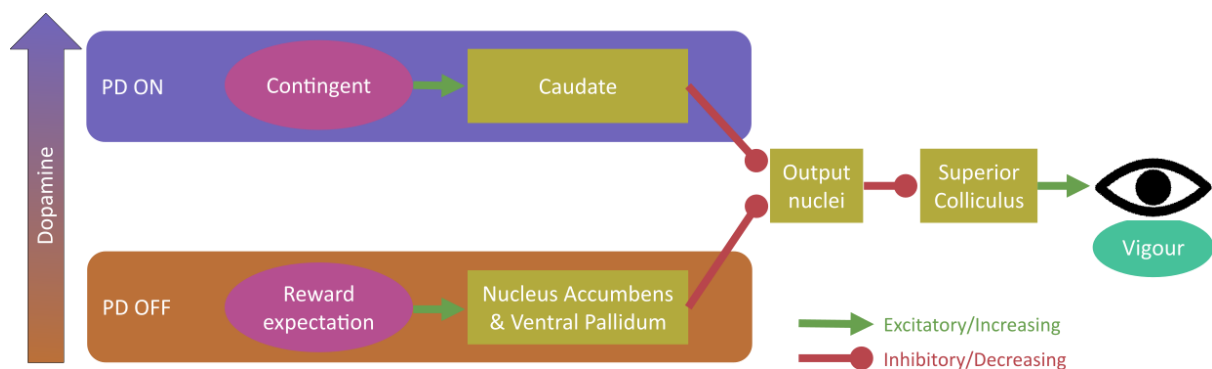 Dopamine
PD ON
Contingent
Caudate
Output
nuclei
Superior
Colliculus
Vigour
PD OFF
Reward
expectation
Nucleus Accumbens
& Ventral Pallidum
Excitatory/Increasing
Inhibitory/Decreasing